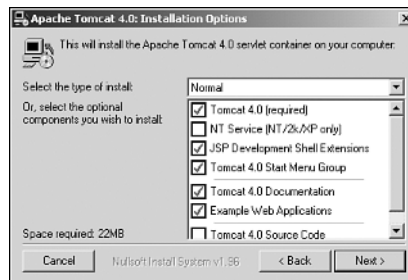 Apache Tomcat 4.0: Installation Options
This will install the Apache Tomcat 4.0 servlet container on your computer.
Select the type of install:
Normal
Or, select the optional
components you wish to install:
Tomcat 4.0 (required)
NT Service (NT/2k/XP only)
JSP Development Shell Extensions
Tomcat 4.0 Start Menu Group
Tomcat 4.0 Documentation
Example Web Applications
Tomcat 4.0 Source Code
Space required: 22MB
Cancel
Nullsoft Install System v1.96
< Back
Next >